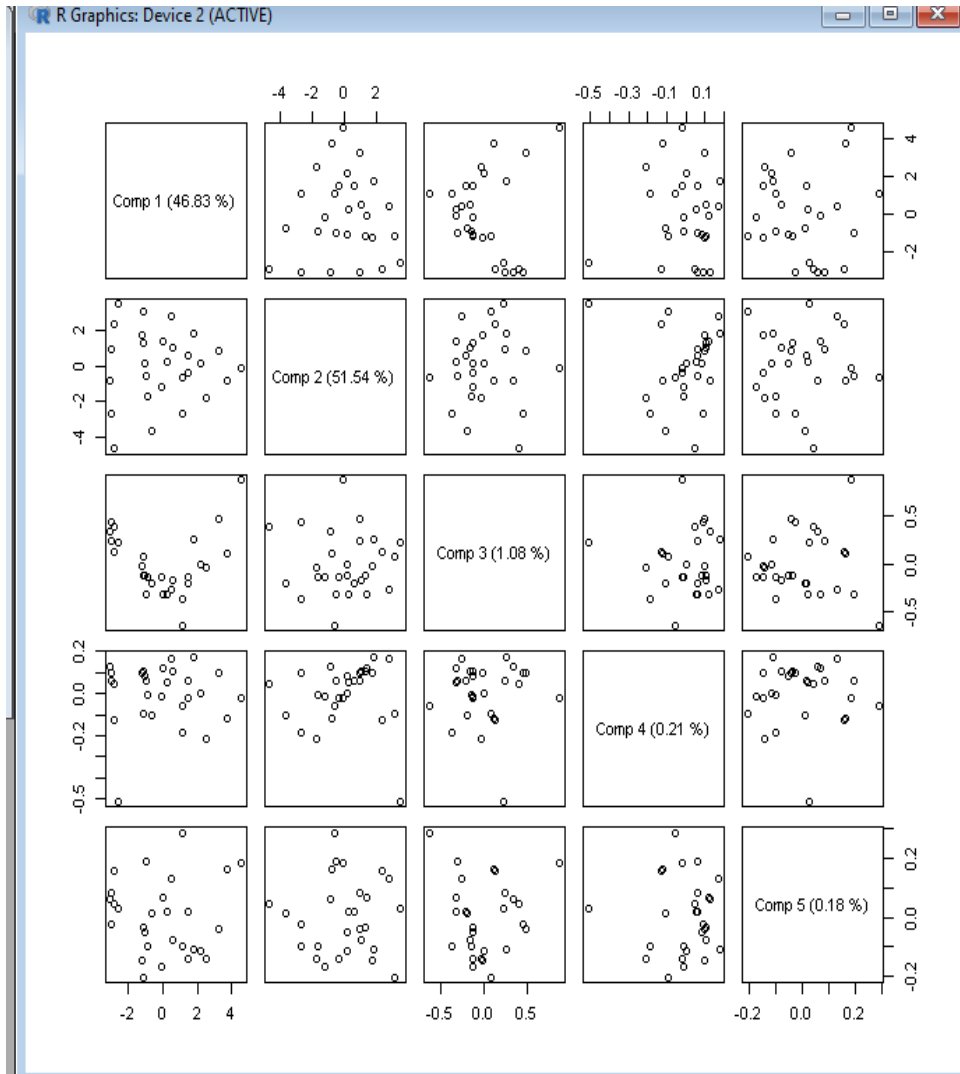 R Graphics: Device 2 (ACTIVE)
-4 -2 0 2
-0.5 -0.3 -0.1 0.1
Comp 1 (46.83 %)
-2 0 2 4
-4 -2 0 2
Comp 2 (51.54 %)
Comp 3 (1.08 %)
-0.5 0.0 0.5
-0.5 -0.2 0.0 0.2
Comp 4 (0.21 %)
Comp 5 (0.18 %)
-0.2 0.0 0.2
-2 0 2 4
-0.5 0.0 0.5
-0.2 0.0 0.2